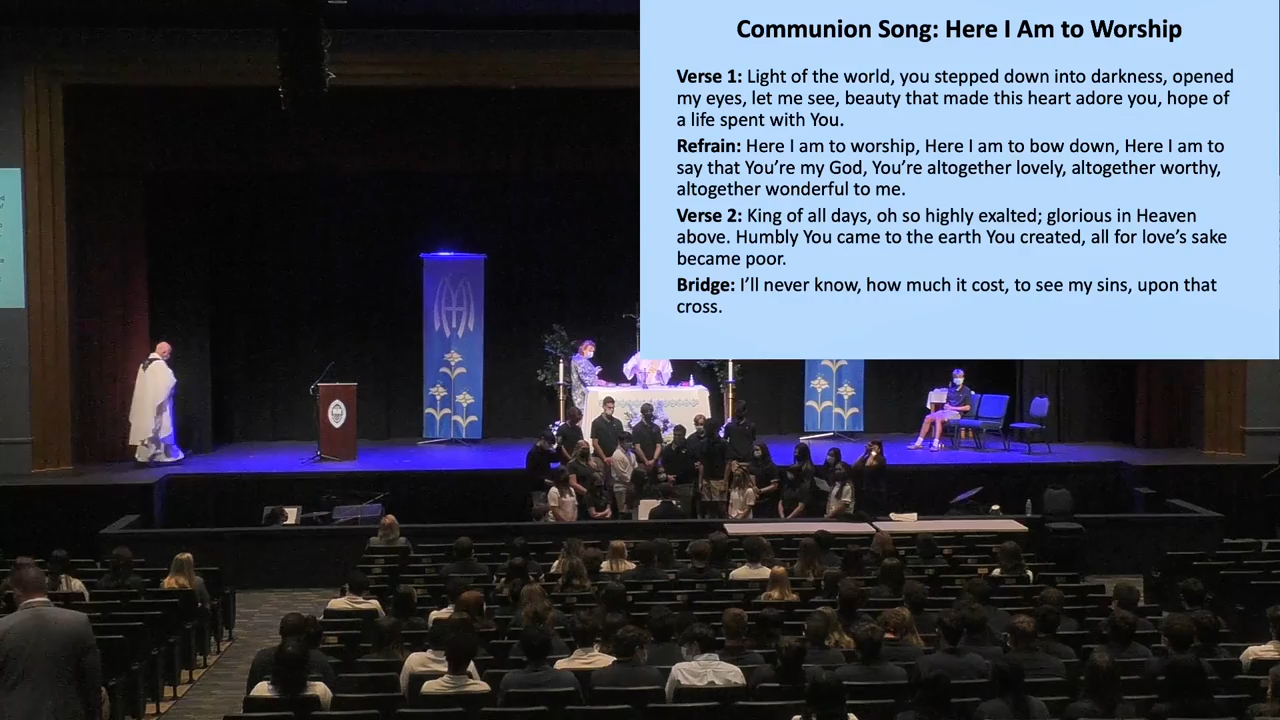 Communion Song: Here I Am to Worship
Verse 1: Light of the world, you stepped down into darkness, opened
my eyes, let me see, beauty that made this heart adore you, hope of
a life spent with You.
Refrain: Here I am to worship, Here I am to bow down, Here I am to
say that You’re my God, You’re altogether lovely, altogether worthy,
altogether wonderful to me.
Verse 2: King of all days, oh so highly exalted; glorious in Heaven
above. Humbly You came to the earth You created, all for love’s sake
became poor.
Bridge: I’ll never know, how much it cost, to see my sins, upon that
cross.